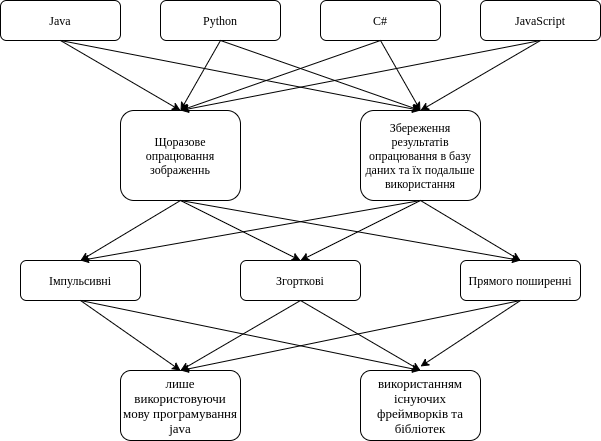 Java
Python
C#
JavaScript
Щоразове
опрацювання
зображеннь
Збереження
результатів
опрацювання в базу
даних та їх подальше
використання
Імпульсивні
Згорткові
Прямого поширенні
лише
використовуючи
мову програмування
java
використанням
існуючих
фреймворків та
бібліотек